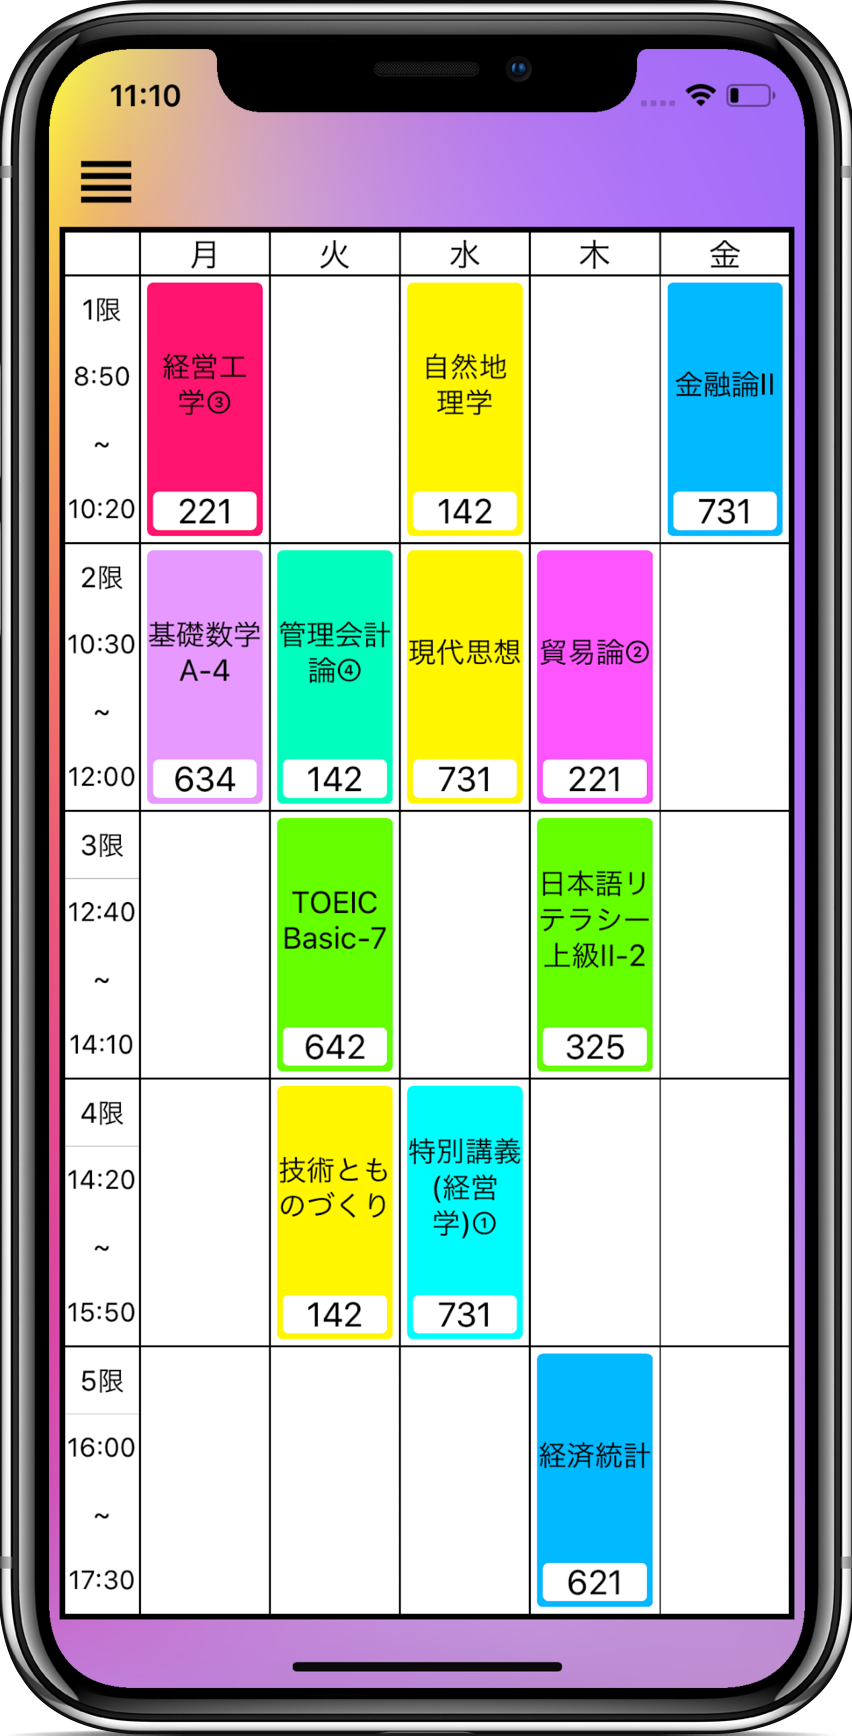 11:10
月 火 水 木 金
1限
8:50
~
10:20
経営工
学③
221
自然地
理学
142
金融論II
731
2限
10:30
~
12:00
基礎数学
A-4
634
管理会計
論④
142
現代思想
731
貿易論②
221
3限
12:40
~
14:10
TOEIC
Basic-7
642
日本語リ
テラシー
上級II-2
325
4限
14:20
~
15:50
技術とも
のづくり
142
特別講義
(経営
学)①
731
5限
16:00
~
17:30
経済統計
621